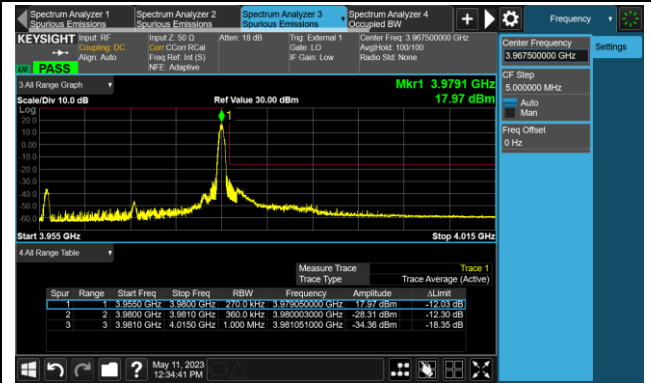 Spectrum Analyzer 1
Spurious Emissions
Spectrum Analyzer 2
Spurious Emissions
Spectrum Analyzer 3
Spurious Emissions
Spectrum Analyzer 4
Occupied BW
Frequency
KEYSIGHT
Input: RF
Coupling: DC
Align: Auto
Input Z: 50 Ω
Corr CCorr RCal
Freq Ref: Int (S)
NFE: Adaptive
Atten: 18 dB
Trig: External 1
Gate: LO
IF Gain: Low
Center Freq: 3.967500000 GHz
Avg|Hold: 100/100
Radio Std: None
PASS
Center Frequency
3.967500000 GHz
Settings
CF Step
5.000000 MHz
Auto
Man
Freq Offset
0 Hz
3 All Range Graph
Mkr1 3.9791 GHz
17.97 dBm
Scale/Div 10.0 dB
Ref Value 30.00 dBm
Log
1
20.0
10.0
0.00
-10.0
-20.0
-30.0
-40.0
-50.0
-60.0
Start 3.955 GHz
Stop 4.015 GHz
4 All Range Table
Measure Trace Trace 1
Trace Type Trace Average (Active)
Spur Range Start Freq Stop Freq RBW Frequency Amplitude ΔLimit
1 1 3.9550 GHz 3.9800 GHz 270.0 kHz 3.979050000 GHz 17.97 dBm -12.03 dB
2 2 3.9800 GHz 3.9810 GHz 360.0 kHz 3.980003000 GHz -28.31 dBm -12.30 dB
3 3 3.9810 GHz 4.0150 GHz 1.000 MHz 3.981051000 GHz -34.36 dBm -18.35 dB
May 11, 2023
12:34:41 PM